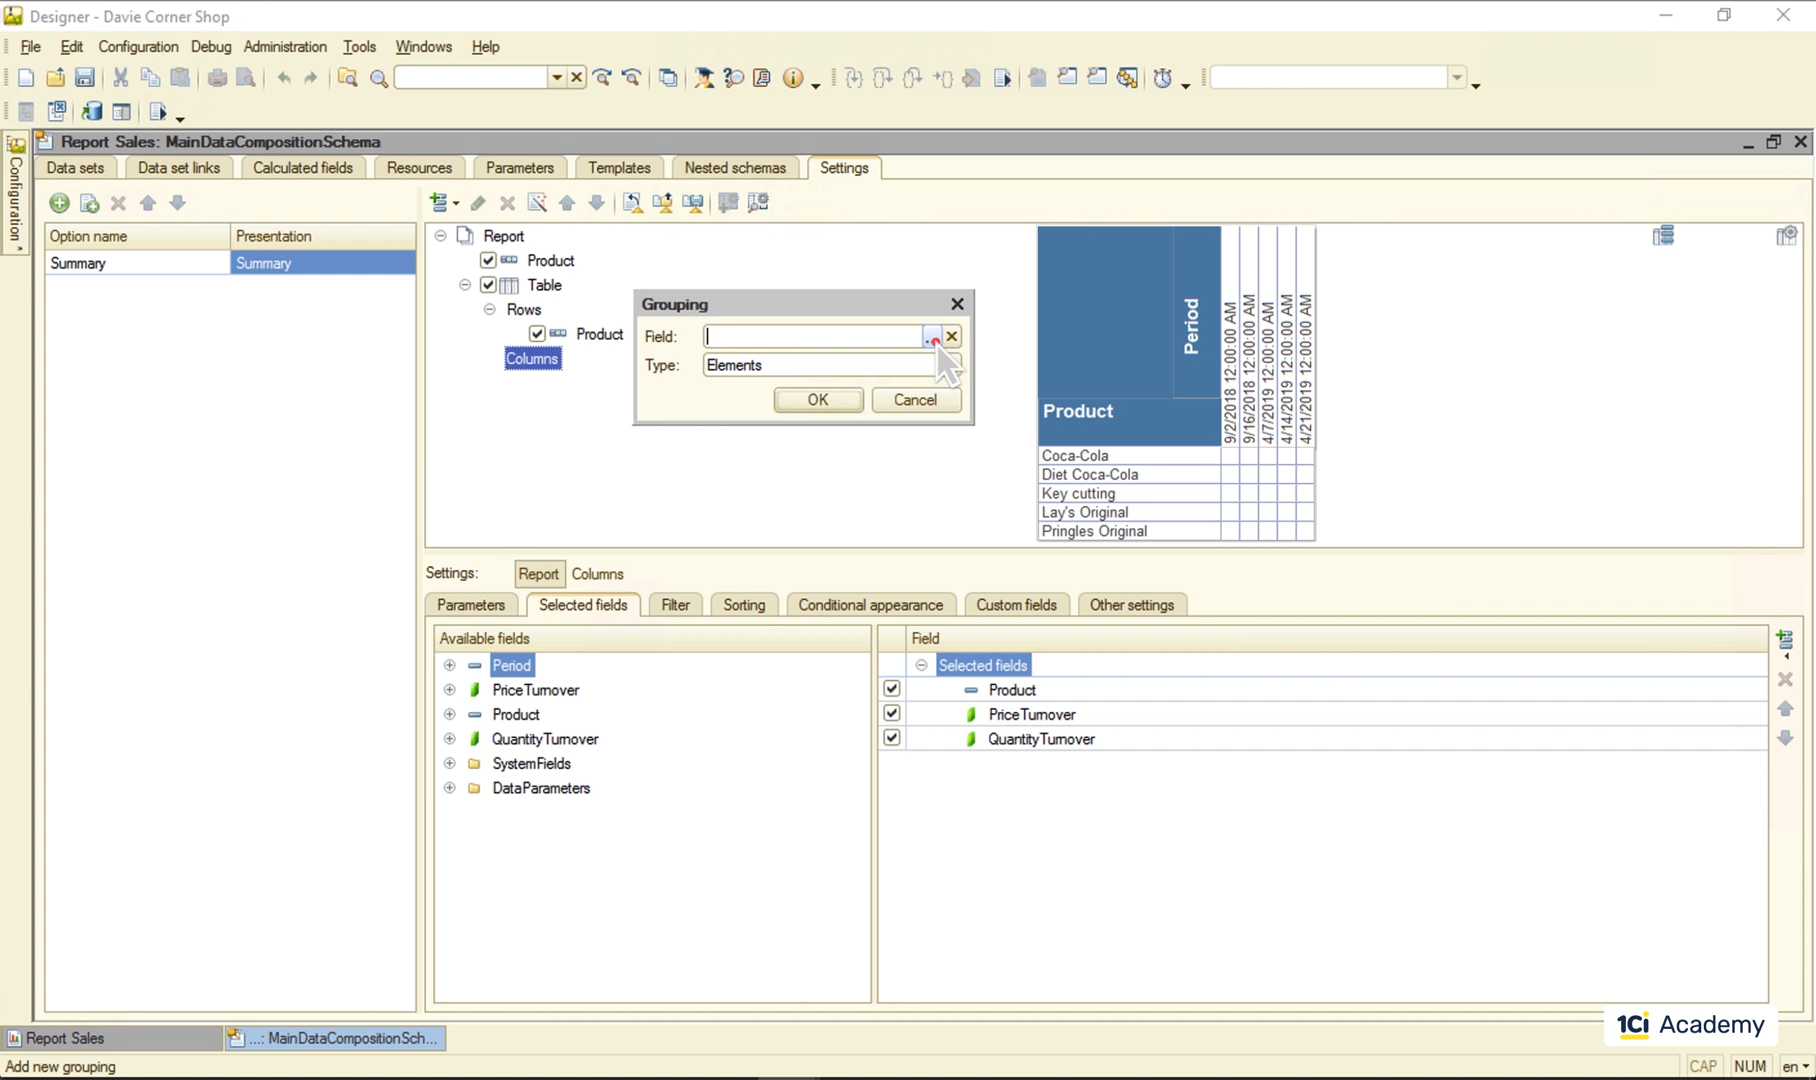 Designer - Davie Corner Shop
File Edit Configuration Debug Administration Tools Windows Help
Configuration
Report Sales: MainDataCompositionSchema
Data sets Data set links Calculated fields Resources Parameters Templates Nested schemas Settings
Option name Presentation
Summary Summary
Report
Product
Table
Rows
Product
Columns
Grouping
Field:
Type: Elements
OK Cancel
Period
9/2/2018 12:00:00 AM
9/16/2018 12:00:00 AM
4/7/2019 12:00:00 AM
4/14/2019 12:00:00 AM
4/21/2019 12:00:00 AM
Product
Coca-Cola
Diet Coca-Cola
Key cutting
Lay's Original
Pringles Original
Settings: Report Columns
Parameters Selected fields Filter Sorting Conditional appearance Custom fields Other settings
Available fields
Period
PriceTurnover
Product
QuantityTurnover
SystemFields
DataParameters
Field
Selected fields
Product
PriceTurnover
QuantityTurnover
1Ci Academy
Report Sales ...: MainDataCompositionSch...
Add new grouping CAP NUM en